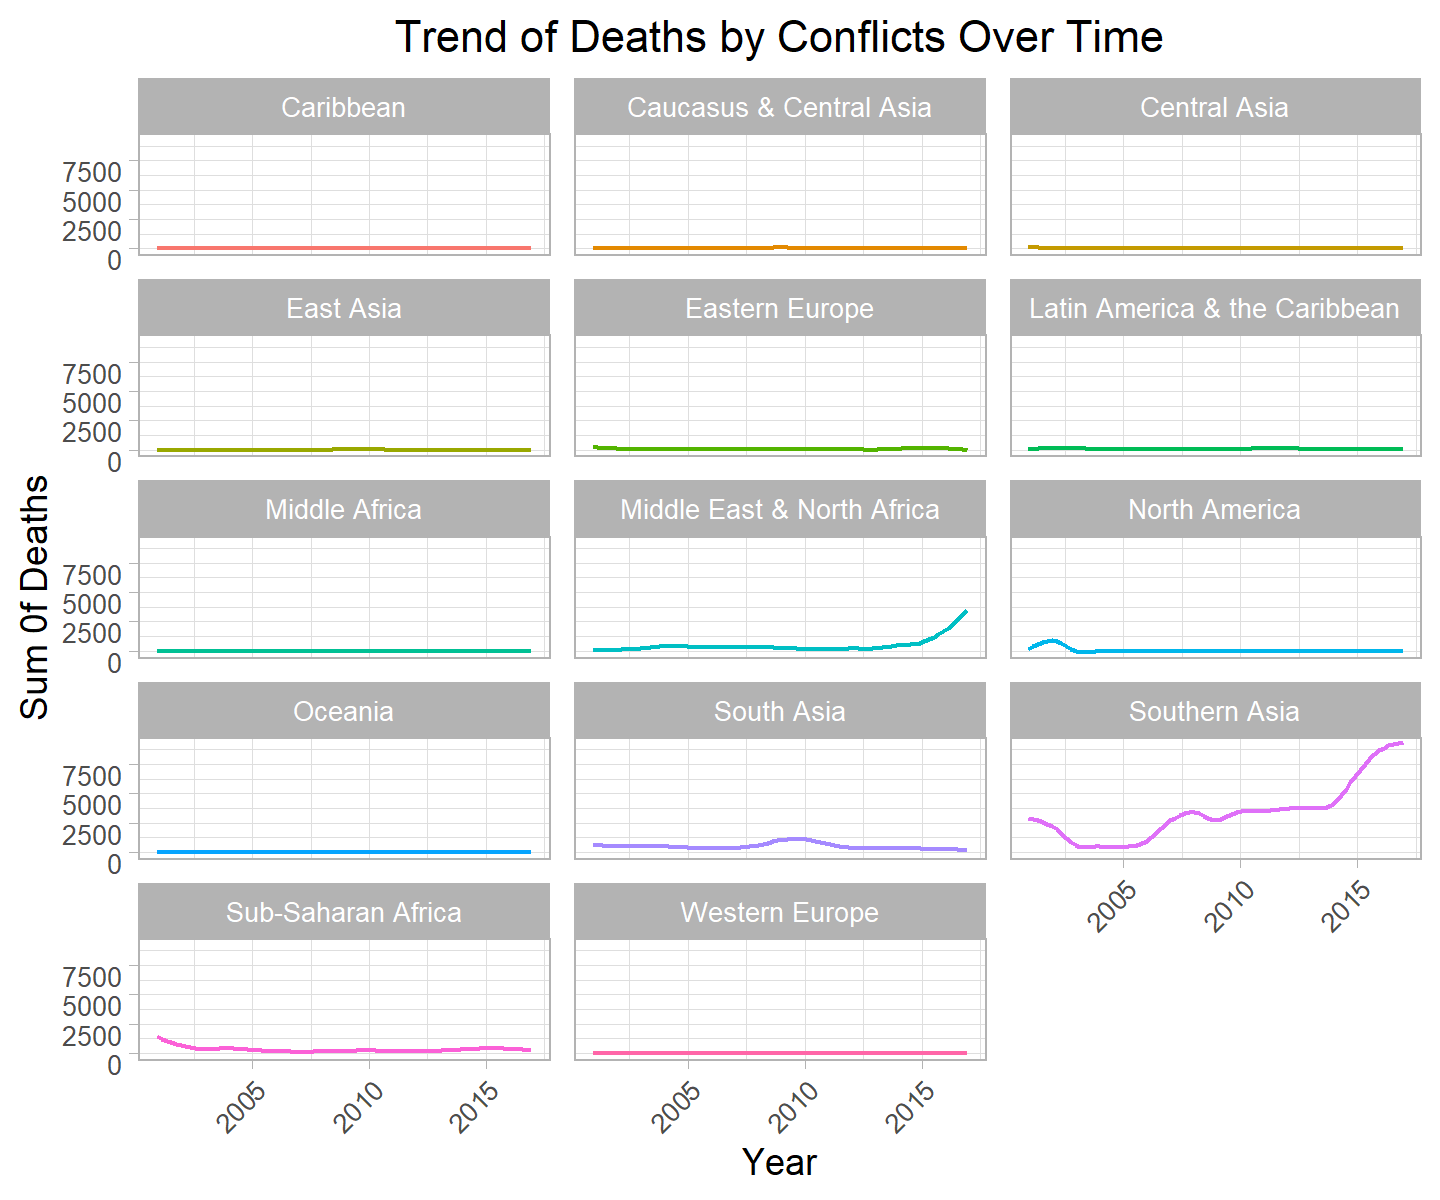 Trend of Deaths by Conflicts Over Time
Caribbean
Caucasus & Central Asia
Central Asia
7500
5000
2500
0
East Asia
Eastern Europe
Latin America & the Caribbean
7500
5000
2500
0
Middle Africa
Middle East & North Africa
North America
7500
5000
2500
0
Sum 0f Deaths
Oceania
South Asia
Southern Asia
7500
5000
2500
0
2005
2010
2015
Sub-Saharan Africa
Western Europe
7500
5000
2500
0
2005
2010
2015
2005
2010
2015
Year